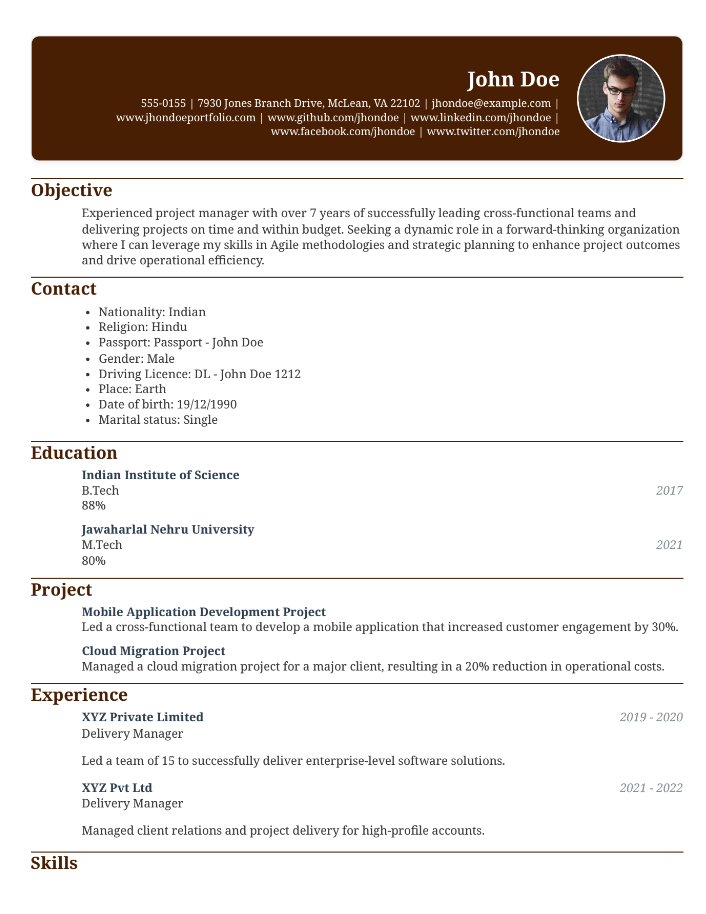 John Doe
555-0155 | 7930 Jones Branch Drive, McLean, VA 22102 | jhondoe@example.com |
www.jhondoeportfolio.com | www.github.com/jhondoe | www.linkedin.com/jhondoe |
www.facebook.com/jhondoe | www.twitter.com/jhondoe
Objective
Experienced project manager with over 7 years of successfully leading cross-functional teams and
delivering projects on time and within budget. Seeking a dynamic role in a forward-thinking organization
where I can leverage my skills in Agile methodologies and strategic planning to enhance project outcomes
and drive operational efficiency.
Contact
• Nationality: Indian
• Religion: Hindu
• Passport: Passport - John Doe
• Gender: Male
• Driving Licence: DL - John Doe 1212
• Place: Earth
• Date of birth: 19/12/1990
• Marital status: Single
Education
Indian Institute of Science
B.Tech 2017
88%
Jawaharlal Nehru University
M.Tech 2021
80%
Project
Mobile Application Development Project
Led a cross-functional team to develop a mobile application that increased customer engagement by 30%.
Cloud Migration Project
Managed a cloud migration project for a major client, resulting in a 20% reduction in operational costs.
Experience
XYZ Private Limited 2019 - 2020
Delivery Manager
Led a team of 15 to successfully deliver enterprise-level software solutions.
XYZ Pvt Ltd 2021 - 2022
Delivery Manager
Managed client relations and project delivery for high-profile accounts.
Skills